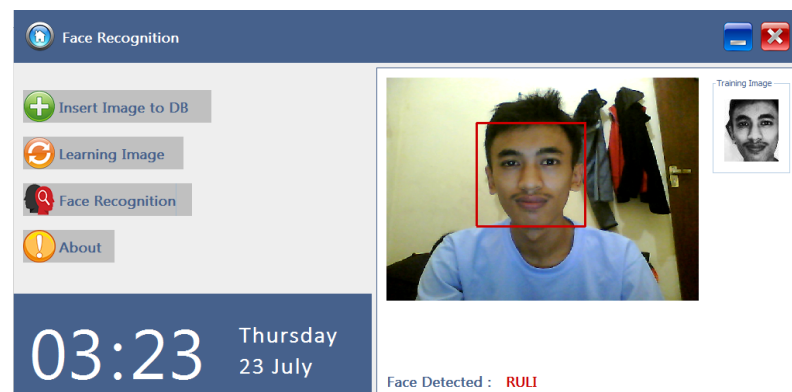 Face Recognition
Insert Image to DB
Learning Image
Face Recognition
About
03:23
Thursday
23 July
Training Image
Face Detected : RULI